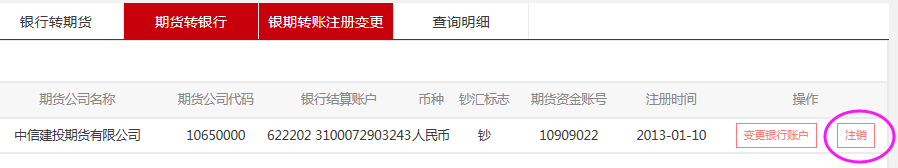 银行转期货 期货转银行 银期转账注册变更 查询明细
期货公司名称 期货公司代码 银行结算账户 币种 钞汇标志 期货资金账号 注册时间 操作
中信建投期货有限公司 10650000 622202 3100072903243 人民币 钞 10909022 2013-01-10 变更银行账户 注销